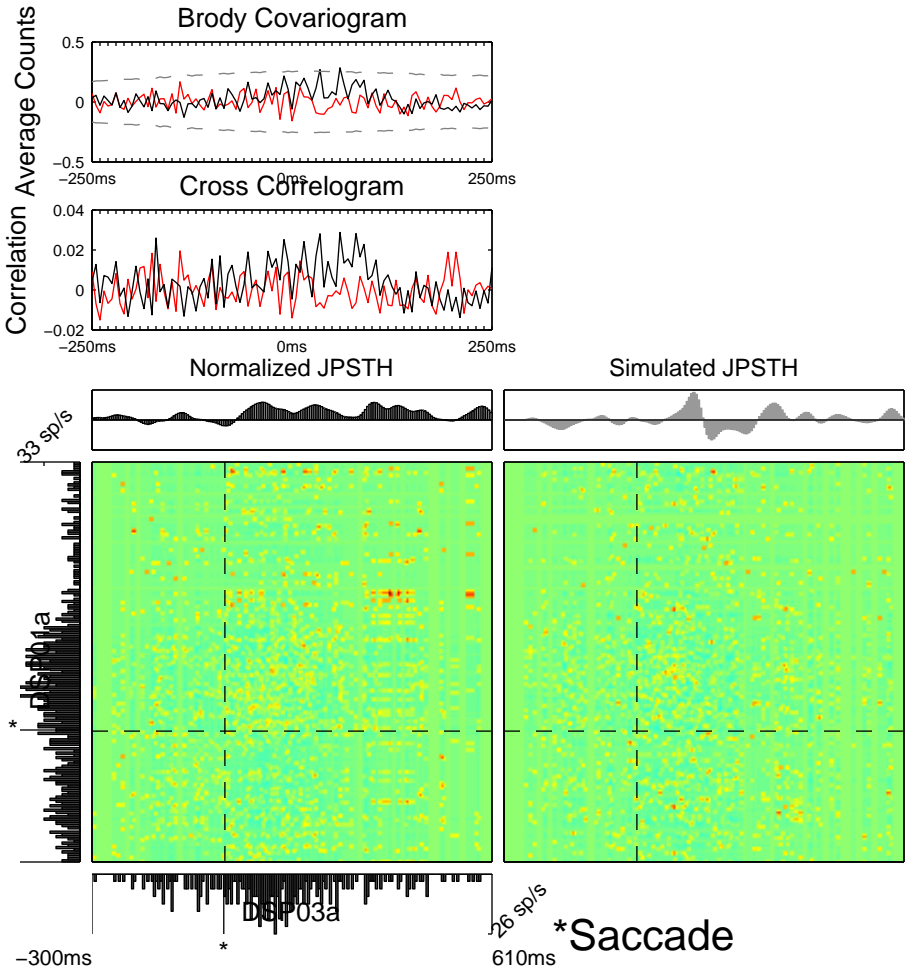 Brody Covariogram
Average Counts
0.5
0
−0.5
−250ms
0ms
250ms
Cross Correlogram
Correlation
0.04
0.02
0
−0.02
−250ms
0ms
250ms
Normalized JPSTH
Simulated JPSTH
33 sp/s
DSP01a
*
DSP03a
*
26 sp/s
*Saccade
−300ms
610ms